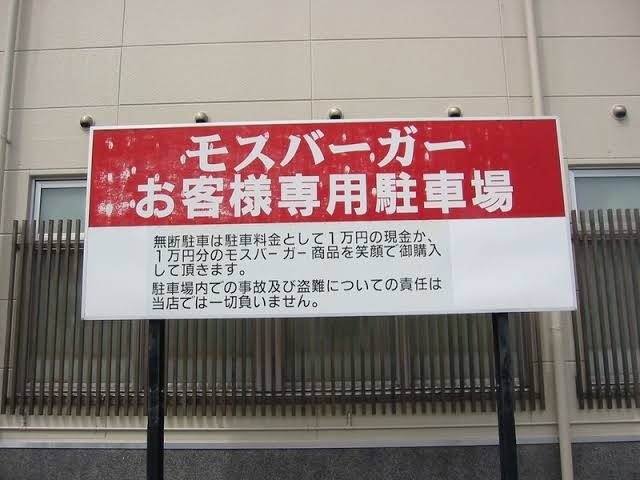 モスバーガー
お客様専用駐車場
無断駐車は駐車料金として１万円の現金か、
１万円分のモスバーガー商品を笑顔で御購入
して頂きます。
駐車場内での事故及び盗難についての責任は
当店では一切負いません。